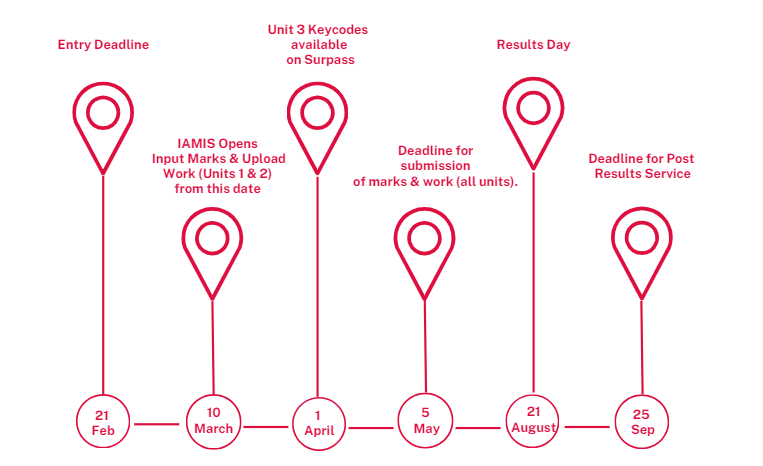 Entry Deadline
IAMIS Opens
Input Marks & Upload
Work (Units 1 & 2)
from this date
Unit 3 Keycodes
available
on Surpass
Deadline for
submission
of marks & work (all units).
Results Day
Deadline for Post
Results Service
21
Feb
10
March
1
April
5
May
21
August
25
Sep